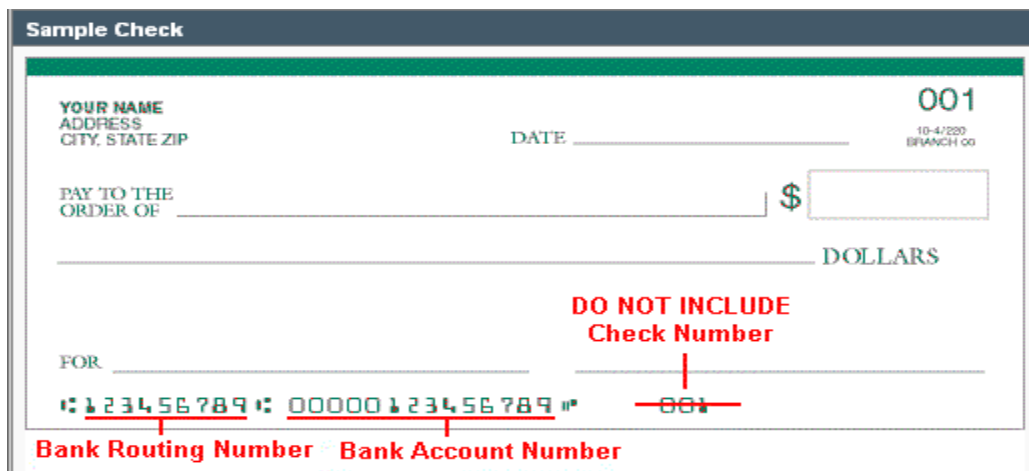 Sample Check
YOUR NAME
ADDRESS
CITY, STATE ZIP
001
10-4/220
BRANCH 00
DATE
PAY TO THE
ORDER OF
$
DOLLARS
DO NOT INCLUDE
Check Number
FOR
⑆123456789⑆ 00000123456789⑈ 001
Bank Routing Number Bank Account Number